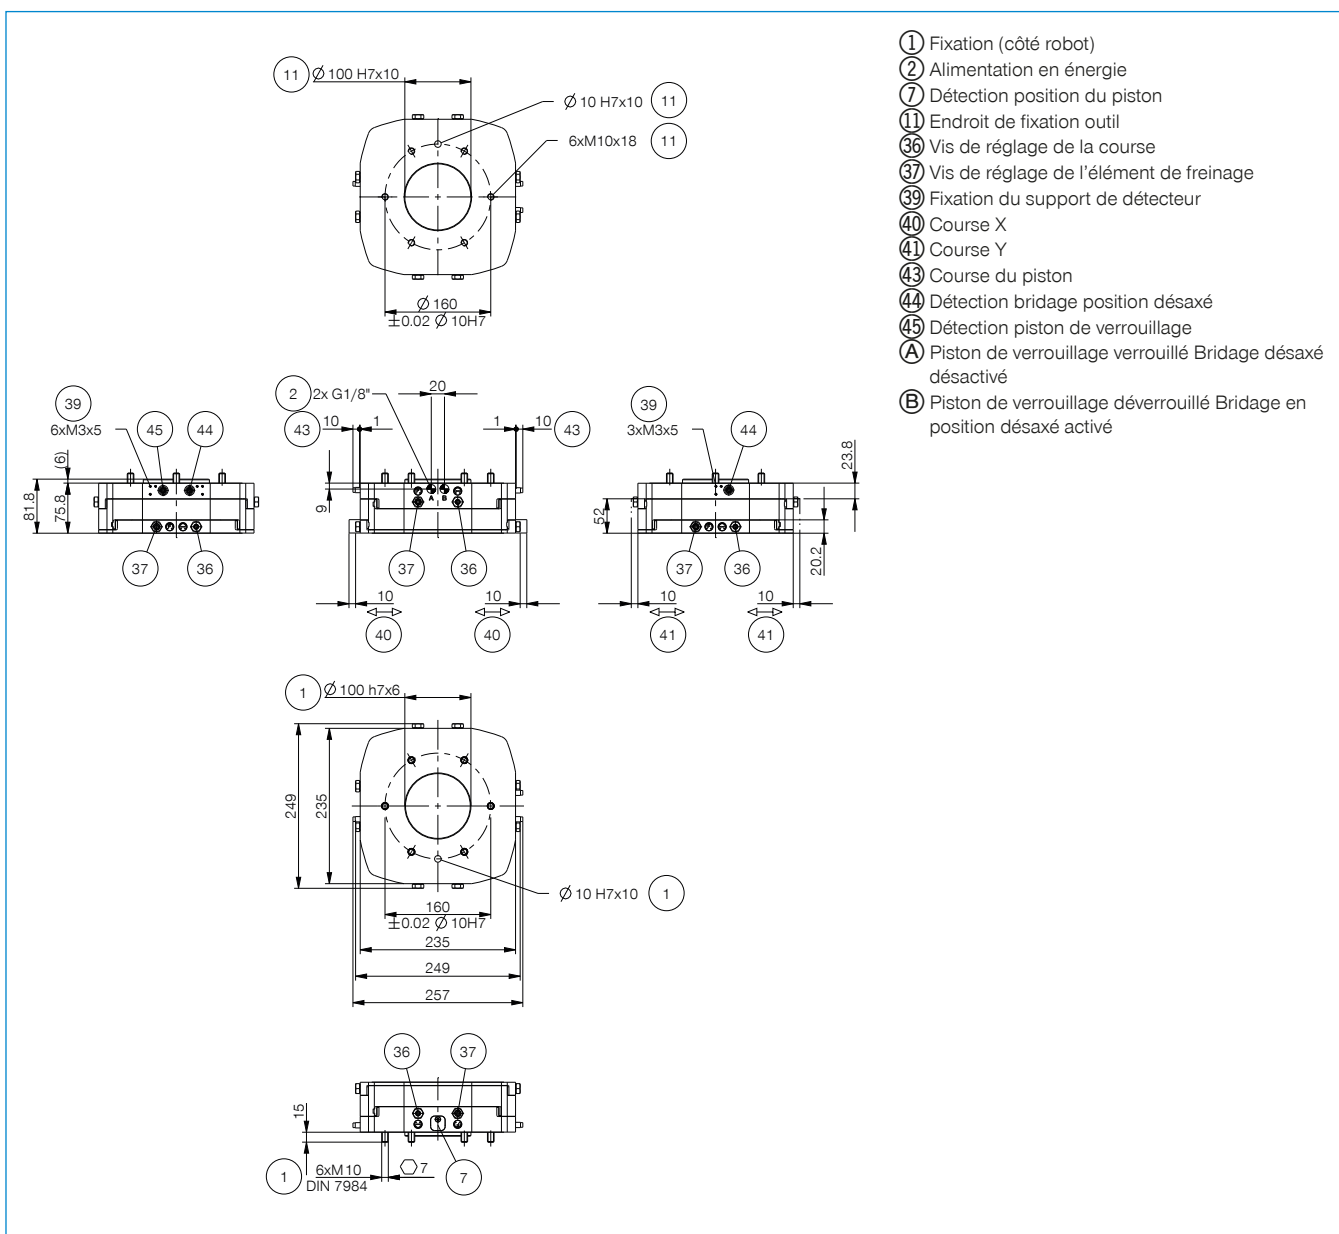 11 Ø 100 H7x10
Ø 10 H7x10 11
6xM10x18 11
Ø 160
±0.02 Ø 10H7
1 Fixation (côté robot)
2 Alimentation en énergie
7 Détection position du piston
11 Endroit de fixation outil
36 Vis de réglage de la course
37 Vis de réglage de l'élément de freinage
39 Fixation du support de détecteur
40 Course X
41 Course Y
43 Course du piston
44 Détection bridage position désaxé
45 Détection piston de verrouillage
A Piston de verrouillage verrouillé Bridage désaxé
désactivé
B Piston de verrouillage déverrouillé Bridage en
position désaxé activé
39
6xM3x5
45
44
(6)
81.8
75.8
37
36
2 2x G1/8"
20
43
10
1
1
10
43
A
B
9
37
36
10
10
40
40
39
3xM3x5
44
23.8
52
20.2
37
36
10
10
41
41
1 Ø 100 h7x6
249
235
Ø 10 H7x10 1
160
±0.02 Ø 10H7
235
249
257
36
37
15
1
6xM10
DIN 7984
7
7